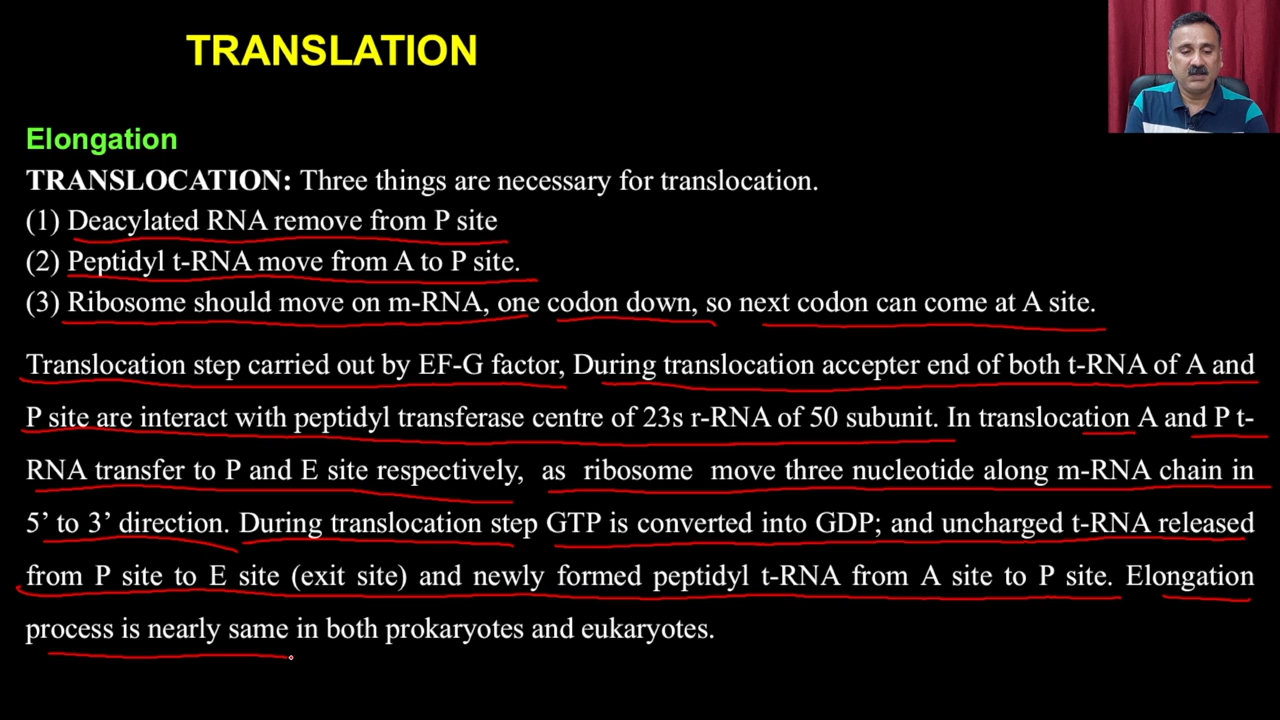 TRANSLATION
Elongation
TRANSLOCATION: Three things are necessary for translocation.
(1) Deacylated RNA remove from P site
(2) Peptidyl t-RNA move from A to P site.
(3) Ribosome should move on m-RNA, one codon down, so next codon can come at A site.
Translocation step carried out by EF-G factor, During translocation accepter end of both t-RNA of A and
P site are interact with peptidyl transferase centre of 23s r-RNA of 50 subunit. In translocation A and P t-
RNA transfer to P and E site respectively, as ribosome move three nucleotide along m-RNA chain in
5’ to 3’ direction. During translocation step GTP is converted into GDP; and uncharged t-RNA released
from P site to E site (exit site) and newly formed peptidyl t-RNA from A site to P site. Elongation
process is nearly same in both prokaryotes and eukaryotes.